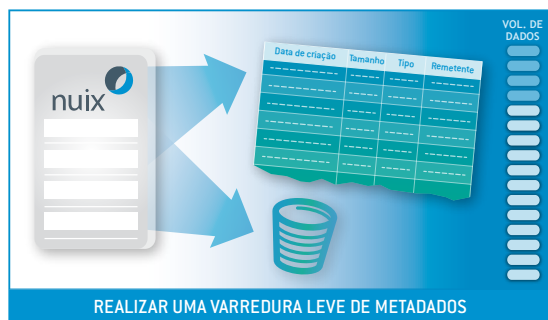 nuix
Data de criação Tamanho Tipo Remetente
VOL. DE
DADOS
REALIZAR UMA VARREDURA LEVE DE METADADOS